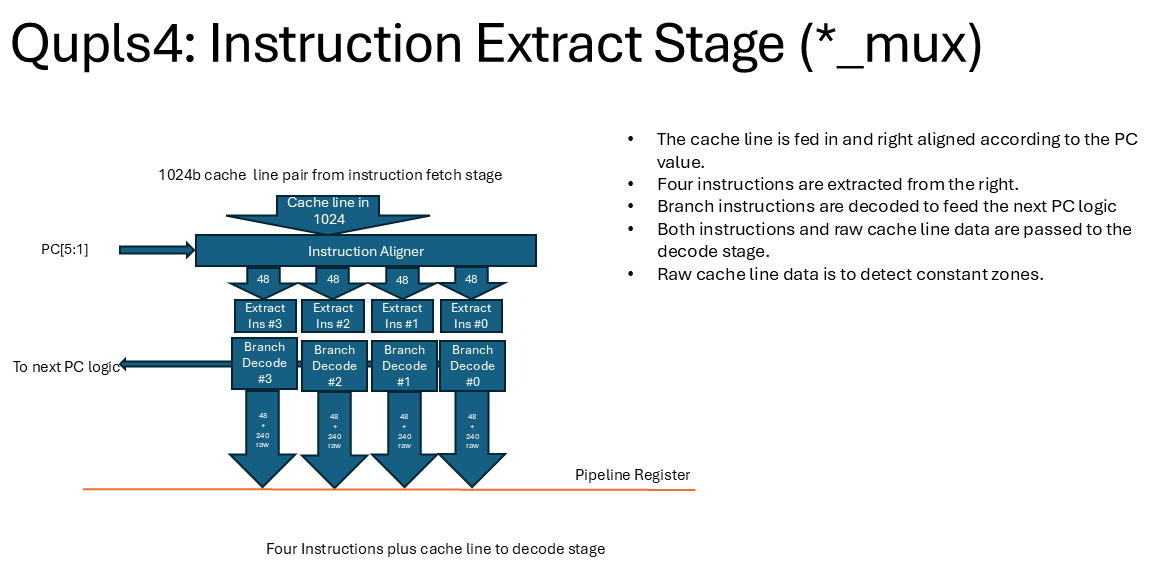 Qupls4: Instruction Extract Stage (*_mux)
• The cache line is fed in and right aligned according to the PC
value.
• Four instructions are extracted from the right.
• Branch instructions are decoded to feed the next PC logic
• Both instructions and raw cache line data are passed to the
decode stage.
• Raw cache line data is to detect constant zones.
1024b cache line pair from instruction fetch stage
Cache line in
1024
PC[5:1]
Instruction Aligner
48 48 48 48
Extract
Ins #3
Extract
Ins #2
Extract
Ins #1
Extract
Ins #0
To next PC logic
Branch
Decode
#3
Branch
Decode
#2
Branch
Decode
#1
Branch
Decode
#0
48
+
240
raw
48
+
240
raw
48
+
240
raw
48
+
240
raw
Pipeline Register
Four Instructions plus cache line to decode stage